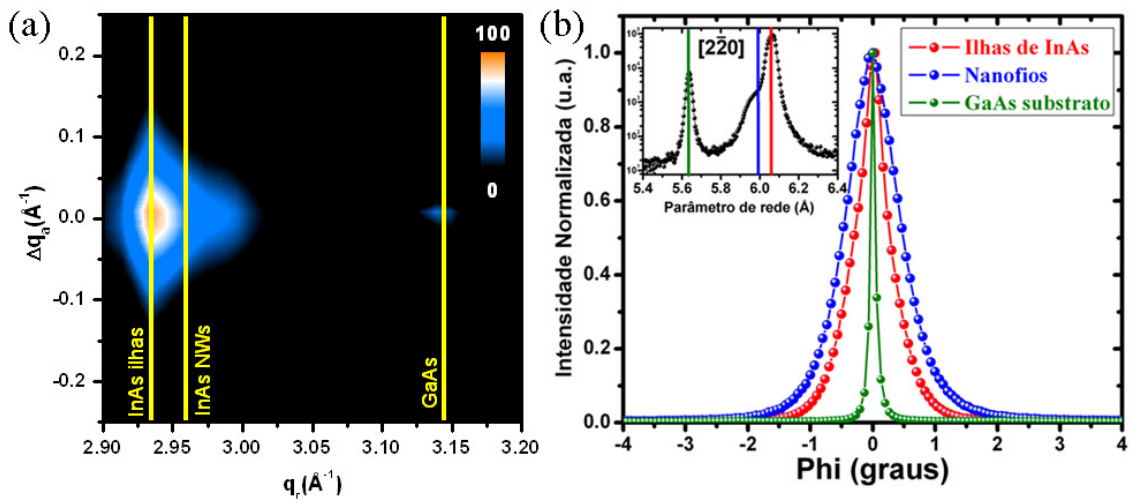 (a)
0.2
0.1
0.0
-0.1
-0.2
Δqₐ(Å⁻¹)
100
0
InAs ilhas
InAs NWs
GaAs
2.90 2.95 3.00 3.05 3.10 3.15 3.20
qᵣ(Å⁻¹)
(b)
1.0
0.8
0.6
0.4
0.2
0.0
Intensidade Normalizada (u.a.)
[22̄0]
5.4 5.6 5.8 6.0 6.2 6.4
Parâmetro de rede (Å)
Ilhas de InAs
Nanofios
GaAs substrato
-4 -3 -2 -1 0 1 2 3 4
Phi (graus)